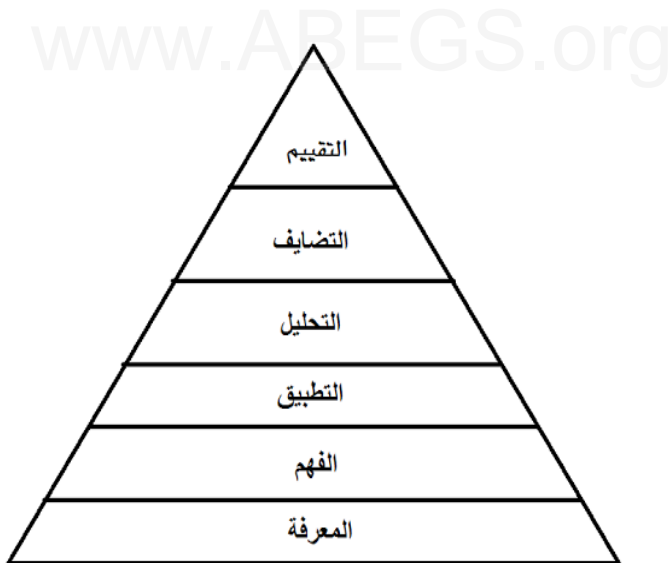 www.ABEGS.org
التقييم
التضايف
التحليل
التطبيق
الفهم
المعرفة